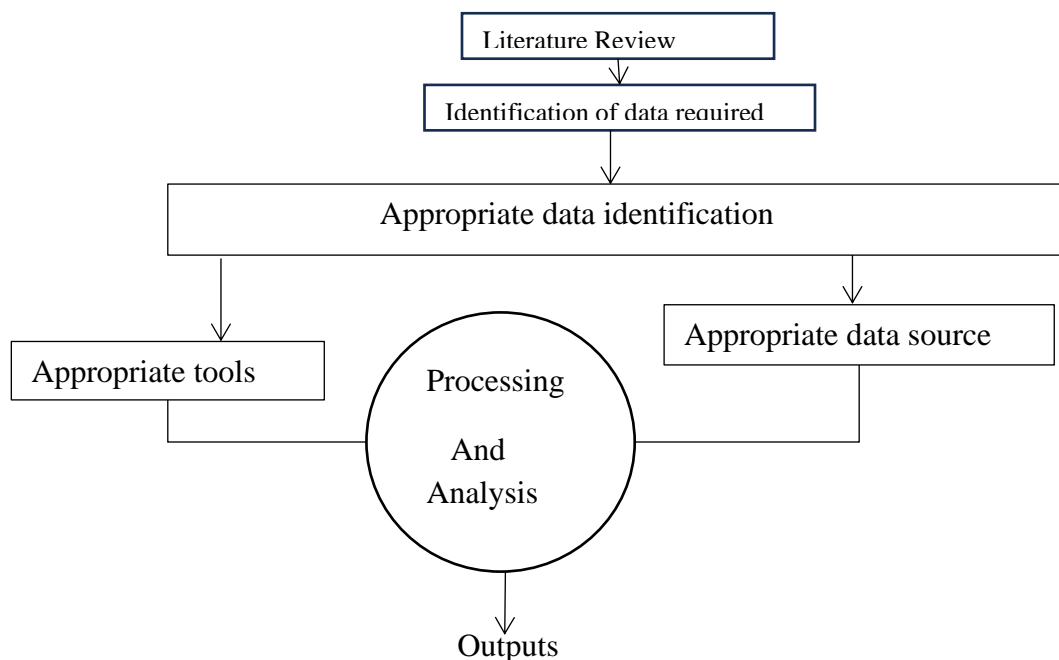 Literature Review
Identification of data required
Appropriate data identification
Appropriate data source
Appropriate tools
Processing
And
Analysis
Outputs